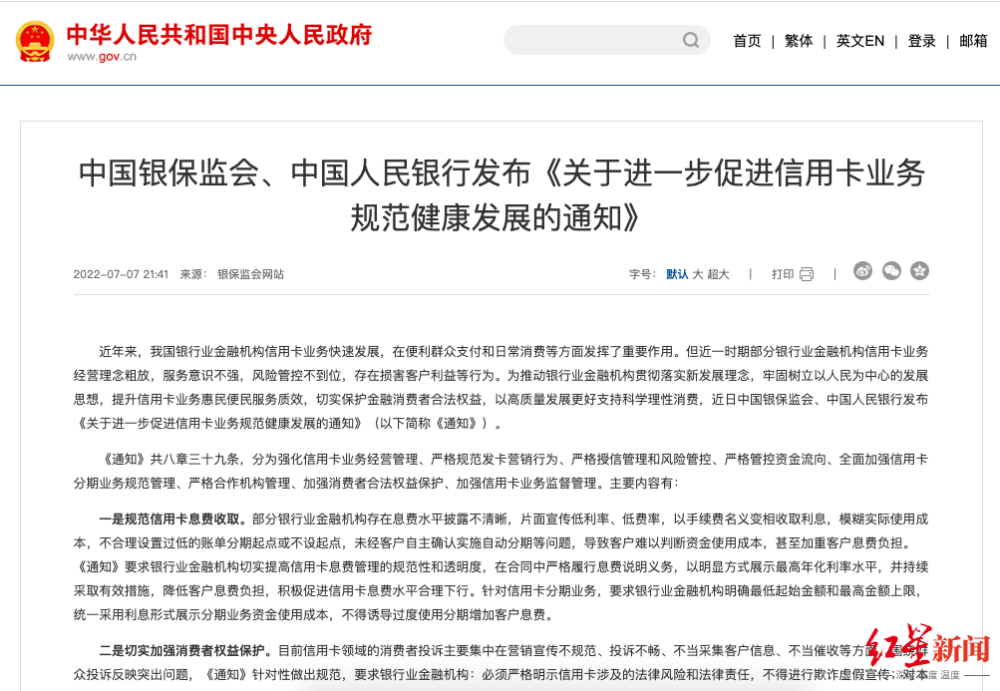 中华人民共和国中央人民政府
www.gov.cn
首页 | 繁体 | 英文EN | 登录 | 邮箱
中国银保监会、中国人民银行发布《关于进一步促进信用卡业务
规范健康发展的通知》
2022-07-07 21:41 来源： 银保监会网站
字号： 默认 大 超大 | 打印 |
近年来，我国银行业金融机构信用卡业务快速发展，在便利群众支付和日常消费等方面发挥了重要作用。但近一时期部分银行业金融机构信用卡业务
经营理念粗放，服务意识不强，风险管控不到位，存在损害客户利益等行为。为推动银行业金融机构贯彻落实新发展理念，牢固树立以人民为中心的发展
思想，提升信用卡业务惠民便民服务质效，切实保护金融消费者合法权益，以高质量发展更好支持科学理性消费，近日中国银保监会、中国人民银行发布
《关于进一步促进信用卡业务规范健康发展的通知》（以下简称《通知》）。
《通知》共八章三十九条，分为强化信用卡业务经营管理、严格规范发卡营销行为、严格授信管理和风险管控、严格管控资金流向、全面加强信用卡
分期业务规范管理、严格合作机构管理、加强消费者合法权益保护、加强信用卡业务监督管理。主要内容有：
一是规范信用卡息费收取。部分银行业金融机构存在息费水平披露不清晰，片面宣传低利率、低费率，以手续费名义变相收取利息，模糊实际使用成
本，不合理设置过低的账单分期起点或不设起点，未经客户自主确认实施自动分期等问题，导致客户难以判断资金使用成本，甚至加重客户息费负担。
《通知》要求银行业金融机构切实提高信用卡息费管理的规范性和透明度，在合同中严格履行息费说明义务，以明显方式展示最高年化利率水平，并持续
采取有效措施，降低客户息费负担，积极促进信用卡息费水平合理下行。针对信用卡分期业务，要求银行业金融机构明确最低起始金额和最高金额上限，
统一采用利息形式展示分期业务资金使用成本，不得诱导过度使用分期增加客户息费。
二是切实加强消费者权益保护。目前信用卡领域的消费者投诉主要集中在营销宣传不规范、投诉不畅、不当采集客户信息、不当催收等方面，围绕群
众投诉反映突出问题，《通知》针对性做出规范，要求银行业金融机构：必须严格明示信用卡涉及的法律风险和法律责任，不得进行欺诈虚假宣传；对本
红星新闻
深度 温度